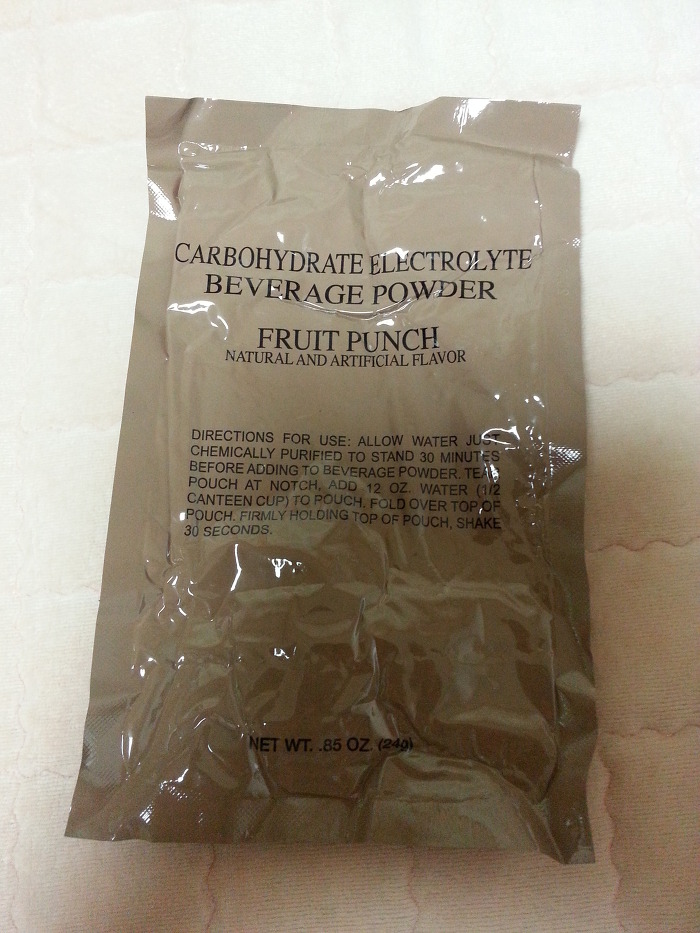 CARBOHYDRATE ELECTROLYTE
BEVERAGE POWDER
FRUIT PUNCH
NATURAL AND ARTIFICIAL FLAVOR
DIRECTIONS FOR USE: ALLOW WATER JUST
CHEMICALLY PURIFIED TO STAND 30 MINUTES
BEFORE ADDING TO BEVERAGE POWDER. TEAR
POUCH AT NOTCH, ADD 12 OZ. WATER (1/2
CANTEEN CUP) TO POUCH. FOLD OVER TOP OF
POUCH. FIRMLY HOLDING TOP OF POUCH, SHAKE
30 SECONDS.
NET WT. .85 OZ. (24g)